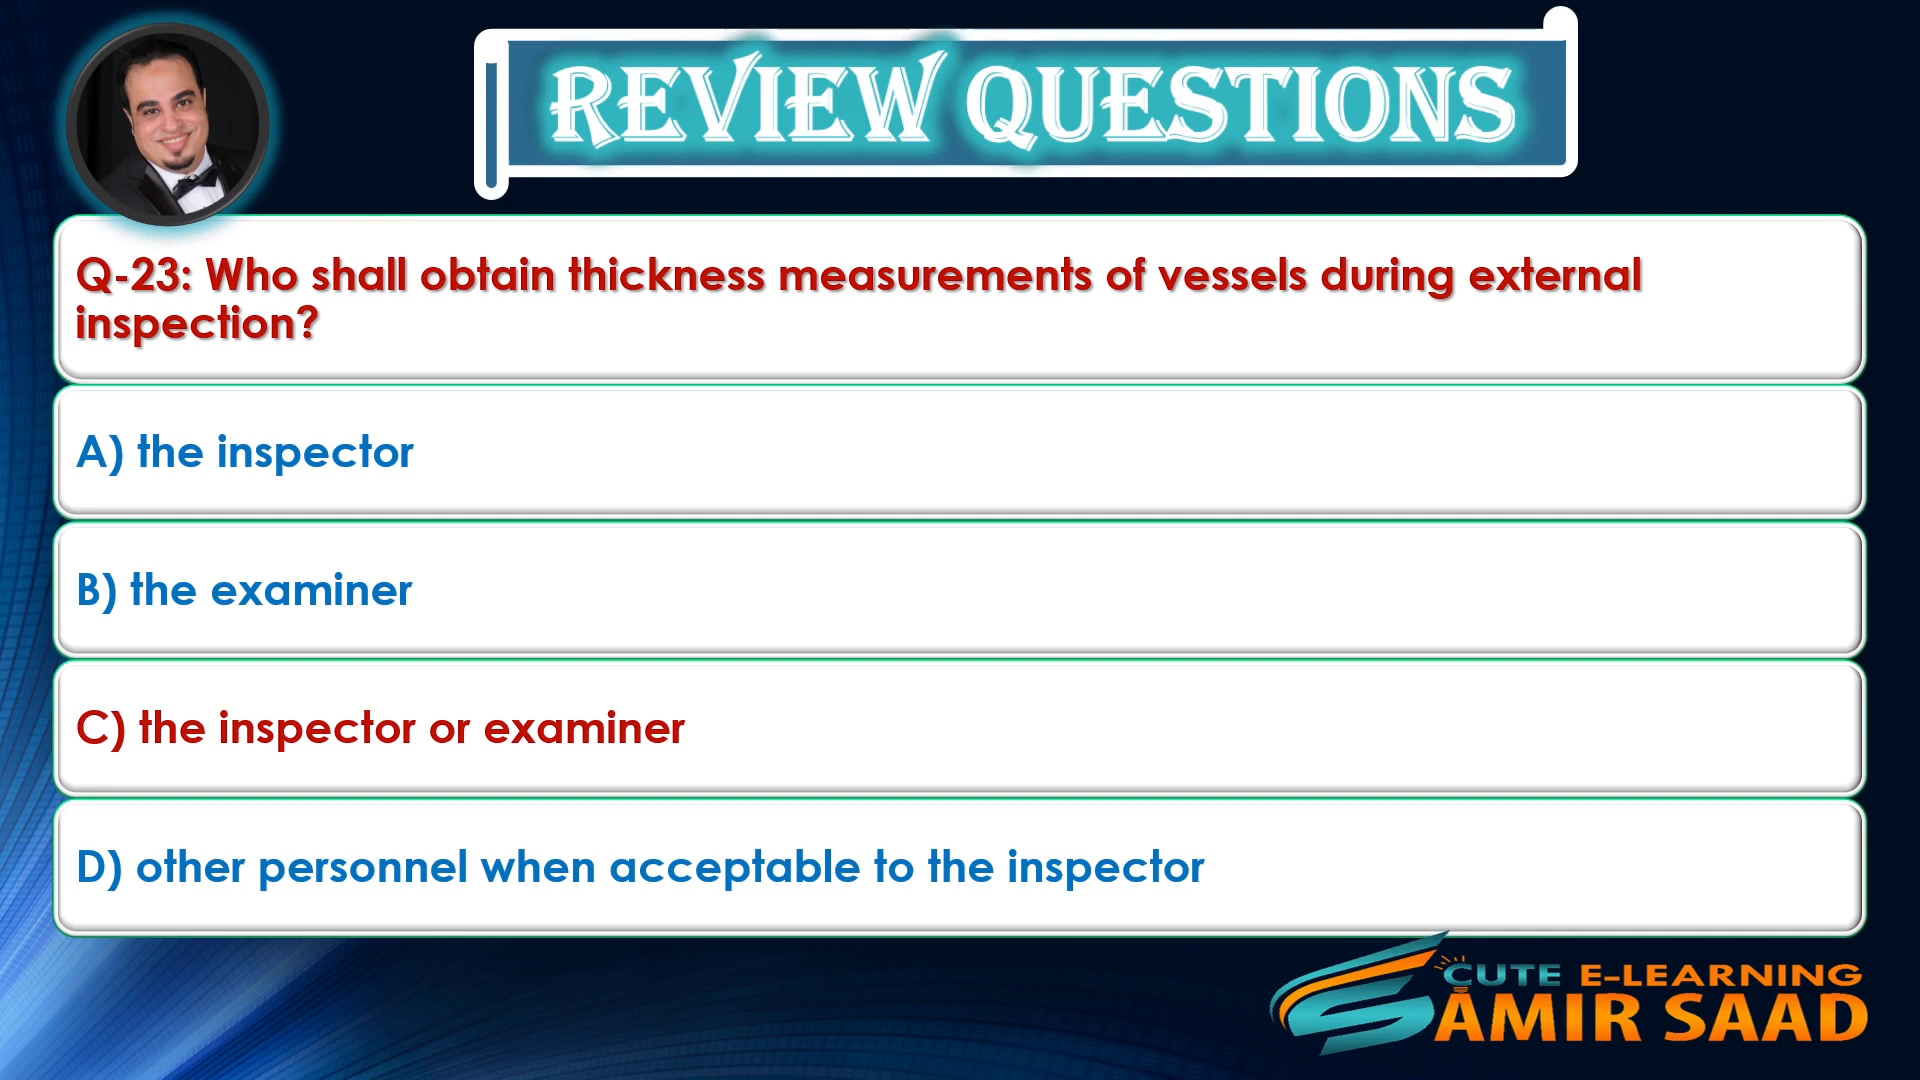 REVIEW QUESTIONS
Q-23: Who shall obtain thickness measurements of vessels during external
inspection?
A) the inspector
B) the examiner
C) the inspector or examiner
D) other personnel when acceptable to the inspector
CUTE E-LEARNING
AMIR SAAD